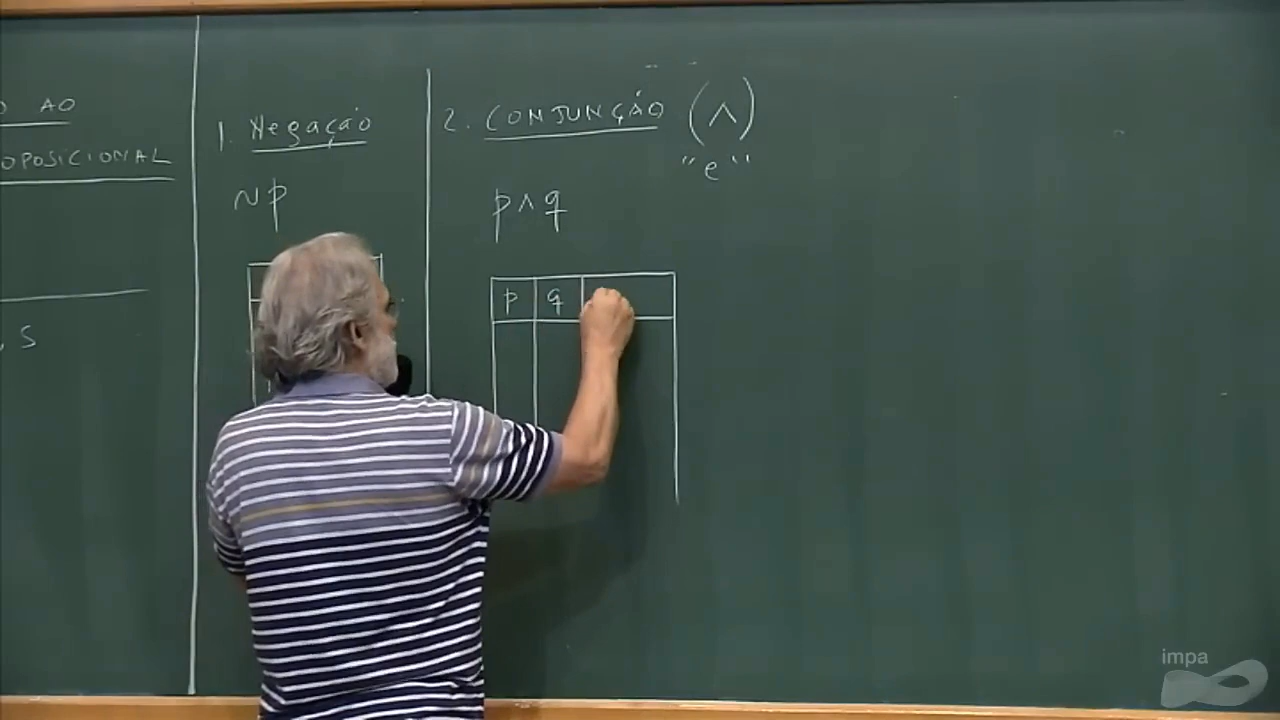 O AO
OPOSICIONAL
, S
1. Negação
~p
2. CONJUNÇÃO (∧)
"e"
p∧q
p q
impa